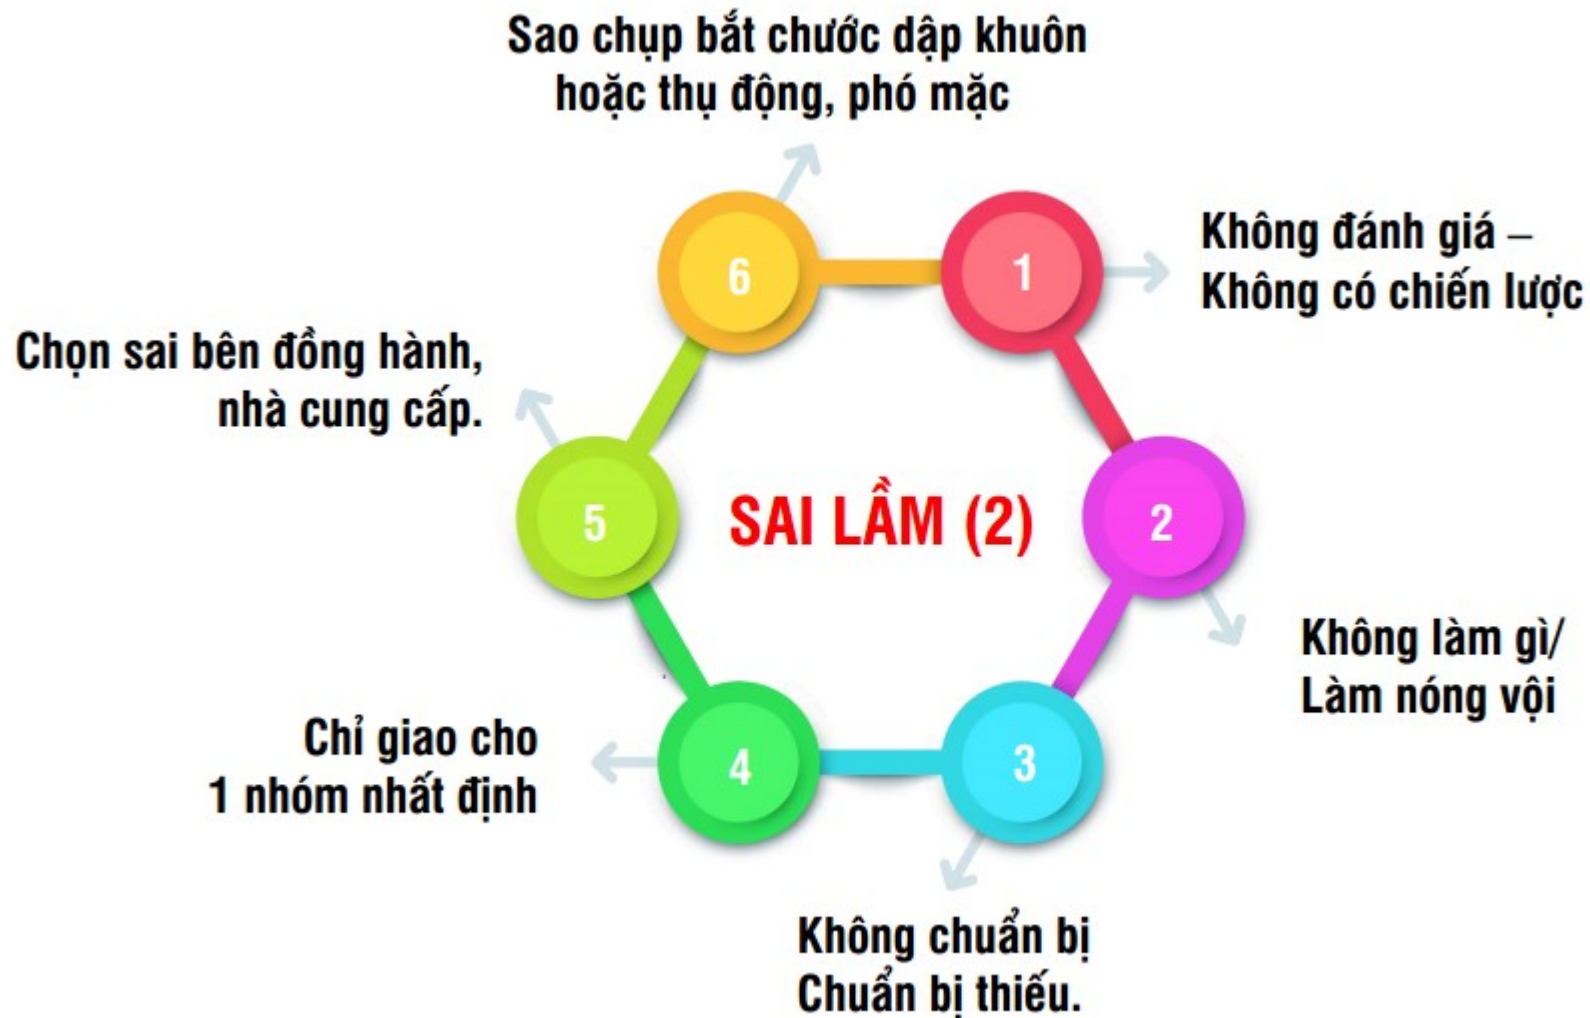 Sao chụp bắt chước dập khuôn
hoặc thụ động, phó mặc
6
1
Không đánh giá –
Không có chiến lược
Chọn sai bên đồng hành,
nhà cung cấp.
5
SAI LẦM (2)
2
Không làm gì/
Làm nóng vội
Chỉ giao cho
1 nhóm nhất định
4
3
Không chuẩn bị
Chuẩn bị thiếu.